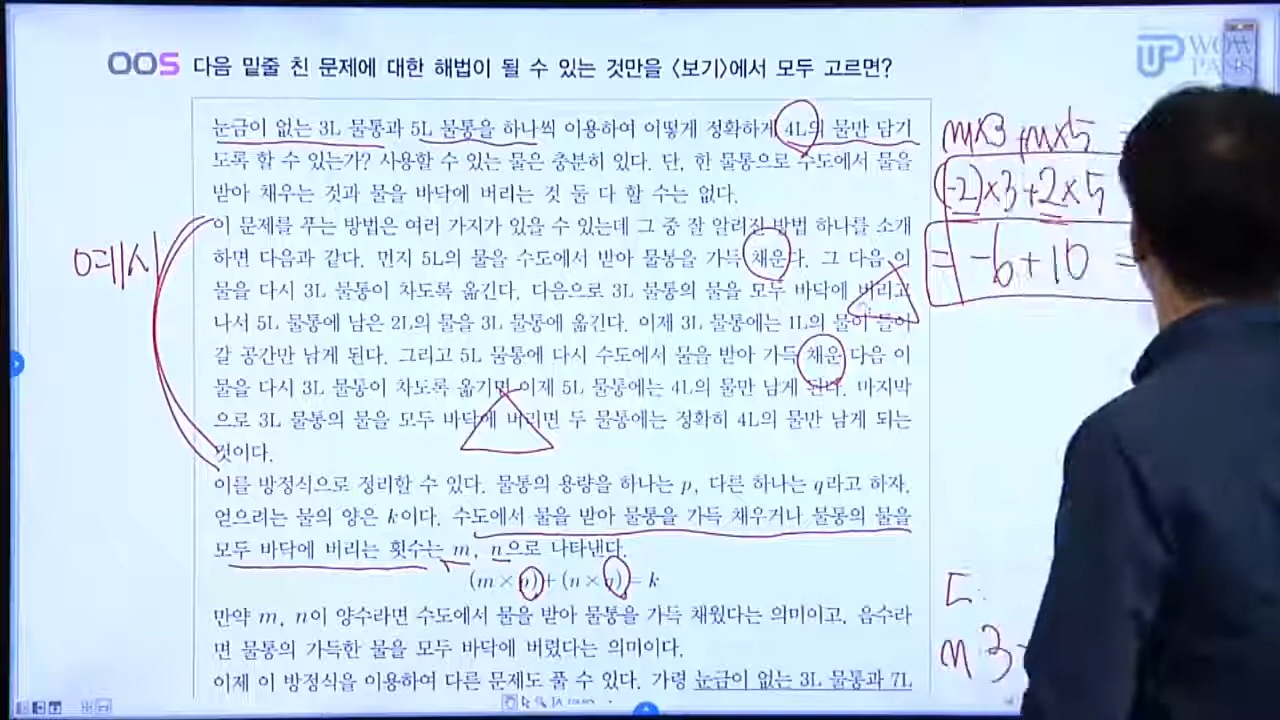 005 다음 밑줄 친 문제에 대한 해법이 될 수 있는 것만을 〈보기〉에서 모두 고르면?
UP WOW PASS
눈금이 없는 3L 물통과 5L 물통을 하나씩 이용하여 어떻게 정확하게 4L의 물만 담기
도록 할 수 있는가? 사용할 수 있는 물은 충분히 있다. 단, 한 물통으로 수도에서 물을
받아 채우는 것과 물을 바닥에 버리는 것 둘 다 할 수는 없다.
이 문제를 푸는 방법은 여러 가지가 있을 수 있는데 그 중 잘 알려진 방법 하나를 소개
하면 다음과 같다. 먼저 5L의 물을 수도에서 받아 물통을 가득 채운다. 그 다음 이
물을 다시 3L 물통이 차도록 옮긴다. 다음으로 3L 물통의 물을 모두 바닥에 버리고
나서 5L 물통에 남은 2L의 물을 3L 물통에 옮긴다. 이제 3L 물통에는 1L의 물이 들어
갈 공간만 남게 된다. 그리고 5L 물통에 다시 수도에서 물을 받아 가득 채운 다음 이
물을 다시 3L 물통이 차도록 옮기면 이제 5L 물통에는 4L의 물만 남게 된다. 마지막
으로 3L 물통의 물을 모두 바닥에 버리면 두 물통에는 정확히 4L의 물만 남게 되는
것이다.
이를 방정식으로 정리할 수 있다. 물통의 용량을 하나는 p, 다른 하나는 q라고 하자.
얻으려는 물의 양은 k이다. 수도에서 물을 받아 물통을 가득 채우거나 물통의 물을
모두 바닥에 버리는 횟수는 m, n으로 나타낸다.
(m×p)+(n×q)=k
만약 m, n이 양수라면 수도에서 물을 받아 물통을 가득 채웠다는 의미이고, 음수라
면 물통의 가득한 물을 모두 바닥에 버렸다는 의미이다.
이제 이 방정식을 이용하여 다른 문제도 풀 수 있다. 가령 눈금이 없는 3L 물통과 7L
예시
m×3+n×5=
(-2)×3+2×5
= -6+10 =
m 3